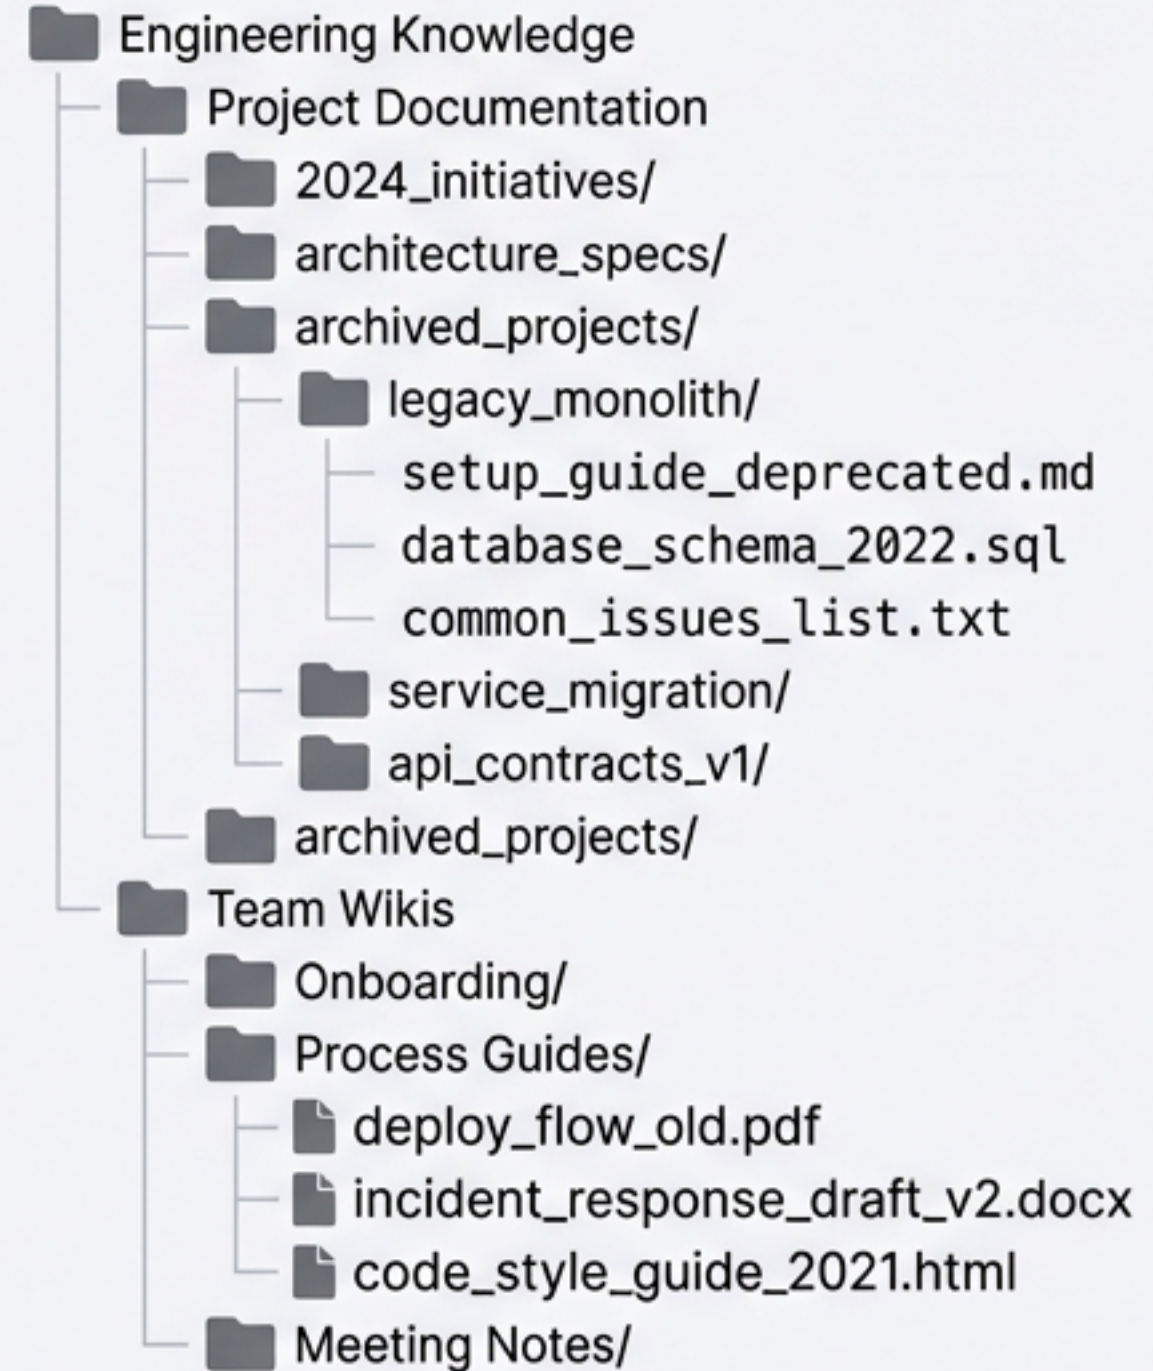 Engineering Knowledge
Project Documentation
2024_initiatives/
architecture_specs/
archived_projects/
legacy_monolith/
setup_guide_deprecated.md
database_schema_2022.sql
common_issues_list.txt
service_migration/
api_contracts_v1/
archived_projects/
Team Wikis
Onboarding/
Process Guides/
deploy_flow_old.pdf
incident_response_draft_v2.docx
code_style_guide_2021.html
Meeting Notes/